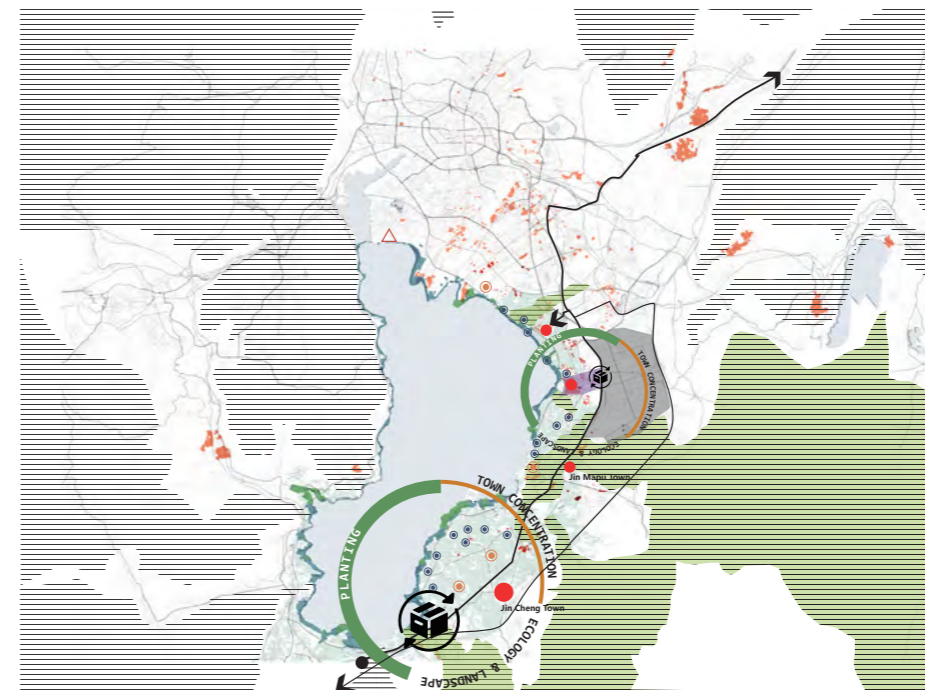 PLANTING
TOWN CONCENTRATION
ECOLOGY & LANDSCAPE
Jin Mapu Town
TOWN CONCENTRATION
PLANTING
Jin Cheng Town
ECOLOGY & LANDSCAPE